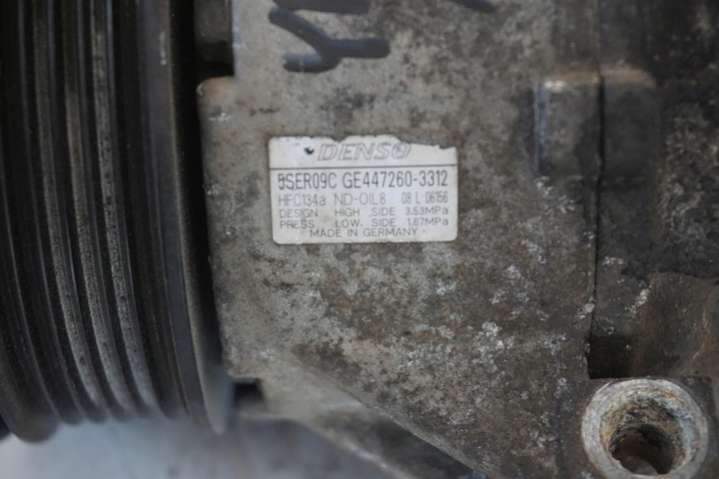 DENSO
5SER09C GE447260-3312
HFC134a ND-OIL8 08 L 06156
DESIGN HIGH SIDE 3.53MPa
PRESS LOW SIDE 1.67MPa
MADE IN GERMANY